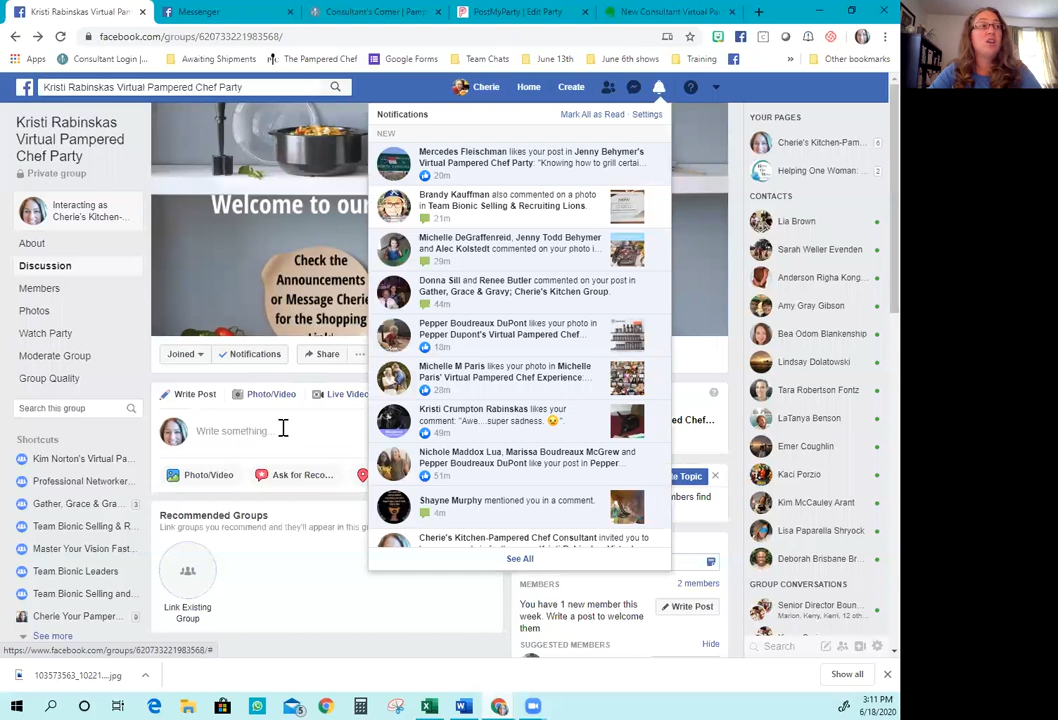 Kristi Rabinskas Virtual Par
Messenger
Consultant's Corner | Pam
PostMyParty | Edit Party
New Consultant Virtual Par
facebook.com/groups/620733221983568/
Apps
Consultant Login |...
Awaiting Shipments
The Pampered Chef
Google Forms
Team Chats
June 13th
June 6th shows
Training
Other bookmarks
Kristi Rabinskas Virtual Pampered Chef Party
Cherie
Home
Create
Kristi Rabinskas
Virtual Pampered
Chef Party
Private group
Interacting as
Cherie's Kitchen-...
About
Discussion
Members
Photos
Watch Party
Moderate Group
Group Quality
Search this group
Shortcuts
Kim Norton's Virtual Pa...
Professional Networker...
Gather, Grace & Gra... 3
Team Bionic Selling & R...
Master Your Vision Fast...
Team Bionic Leaders
Team Bionic Selling and...
Cherie Your Pamper... 9
See more
https://www.facebook.com/groups/620733221983568/#
Welcome to our
Check the
Announcements
or Message Cherie
for the Shopping
Joined
Notifications
Share
Write Post
Photo/Video
Live Video
Write something...
Photo/Video
Ask for Reco...
Recommended Groups
Link groups you recommend and they'll appear in this
Link Existing
Group
Notifications
Mark All as Read · Settings
NEW
Mercedes Fleischman likes your post in Jenny Behymer's
Virtual Pampered Chef Party: "Knowing how to grill certai...
20m
Brandy Kauffman also commented on a photo
in Team Bionic Selling & Recruiting Lions.
21m
Michelle DeGraffenreid, Jenny Todd Behymer
and Alec Kolstedt commented on your photo i...
29m
Donna Sill and Renee Butler commented on your post in
Gather, Grace & Gravy; Cherie's Kitchen Group.
44m
Pepper Boudreaux DuPont likes your photo in
Pepper Dupont's Virtual Pampered Chef...
18m
Michelle M Paris likes your photo in Michelle
Paris' Virtual Pampered Chef Experience...
28m
Kristi Crumpton Rabinskas likes your
comment: "Awe....super sadness. 😢".
49m
Nichole Maddox Lua, Marissa Boudreaux McGrew and
Pepper Boudreaux DuPont like your post in Pepper...
51m
Shayne Murphy mentioned you in a comment.
4m
Cherie's Kitchen-Pampered Chef Consultant invited you to
See All
ed Chef...
te Topic
mbers find
MEMBERS
2 members
You have 1 new member this
week. Write a post to welcome
them.
Write Post
Hide
SUGGESTED MEMBERS
YOUR PAGES
Cherie's Kitchen-Pam... 6
Helping One Woman: ... 2
CONTACTS
Lia Brown
Sarah Weller Evenden
Anderson Righa Kong...
Amy Gray Gibson
Bea Odom Blankenship
Lindsay Dolatowski
Tara Robertson Fontz
LaTanya Benson
Emer Coughlin
Kaci Porzio
Kim McCauley Arant
Lisa Paparella Shryock
Deborah Brisbane Br...
GROUP CONVERSATIONS
Senior Director Boun...
Marion, Kerry, Kerri, 12 oth...
Search
103573563_10221....jpg
Show all
5
3:11 PM
6/18/2020